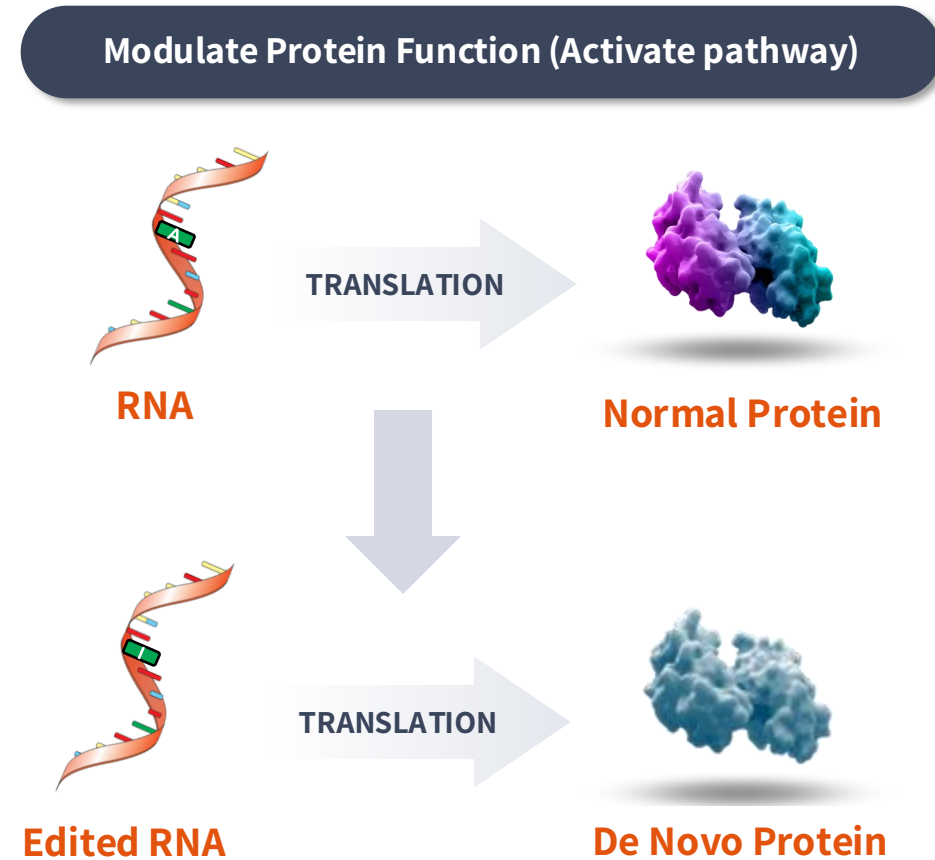 Modulate Protein Function (Activate pathway)
A
TRANSLATION
RNA
Normal Protein
I
TRANSLATION
Edited RNA
De Novo Protein